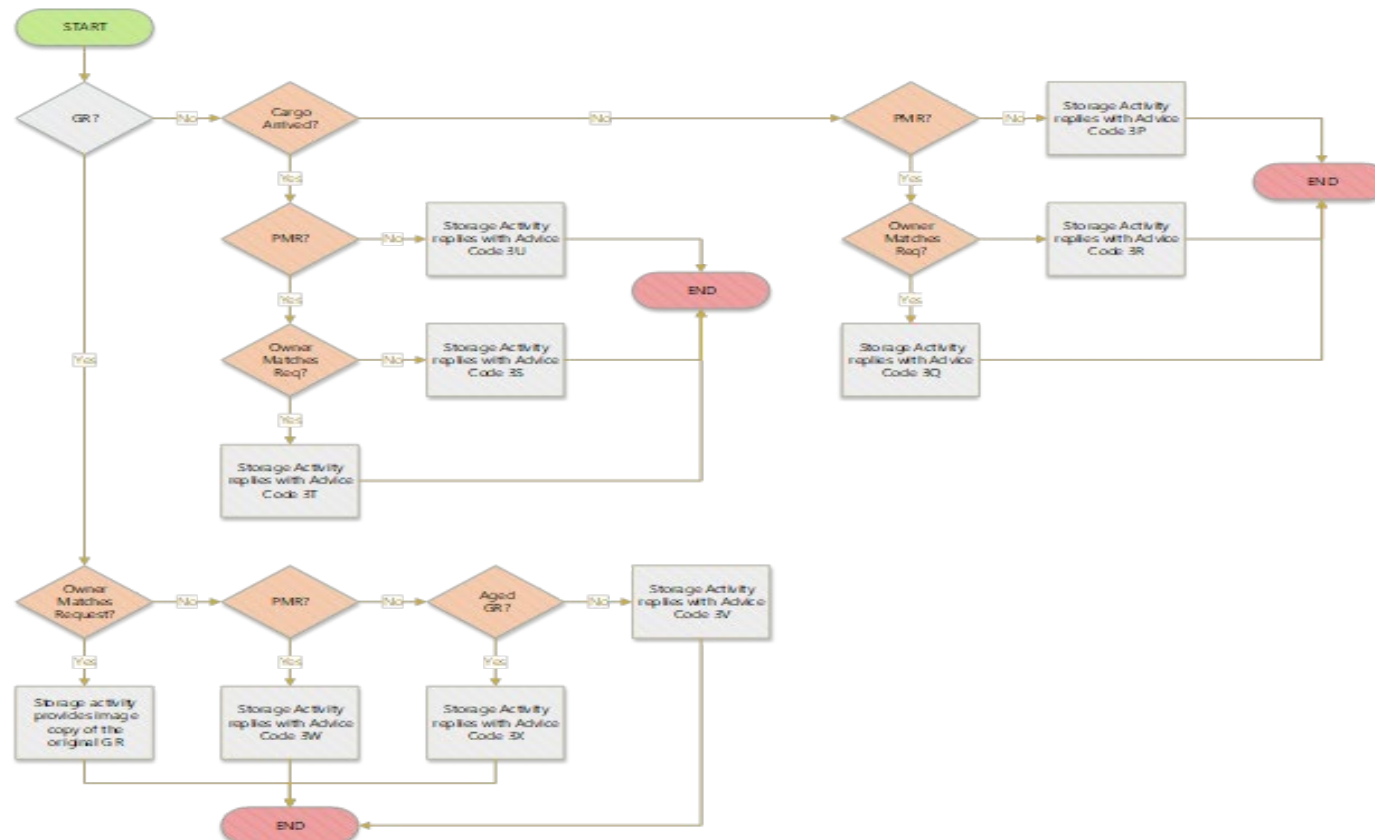 START
GR?
No
Cargo
Arrived?
No
PMR?
No
Storage Activity
replies with Advice
Code 3P
END
Yes
Yes
PMR?
No
Storage Activity
replies with Advice
Code 3U
Owner
Matches
Req?
Storage Activity
replies with Advice
Code 3R
END
Yes
Yes
Owner
Matches
Req?
No
Storage Activity
replies with Advice
Code 3S
Storage Activity
replies with Advice
Code 3Q
Yes
Yes
Storage Activity
replies with Advice
Code 3T
Owner
Matches
Request?
No
PMR?
No
Aged
GR?
No
Storage Activity
replies with Advice
Code 3V
Yes
Yes
Yes
Storage activity
provides image
copy of the
original GR
Storage Activity
replies with Advice
Code 3W
Storage Activity
replies with Advice
Code 3X
END